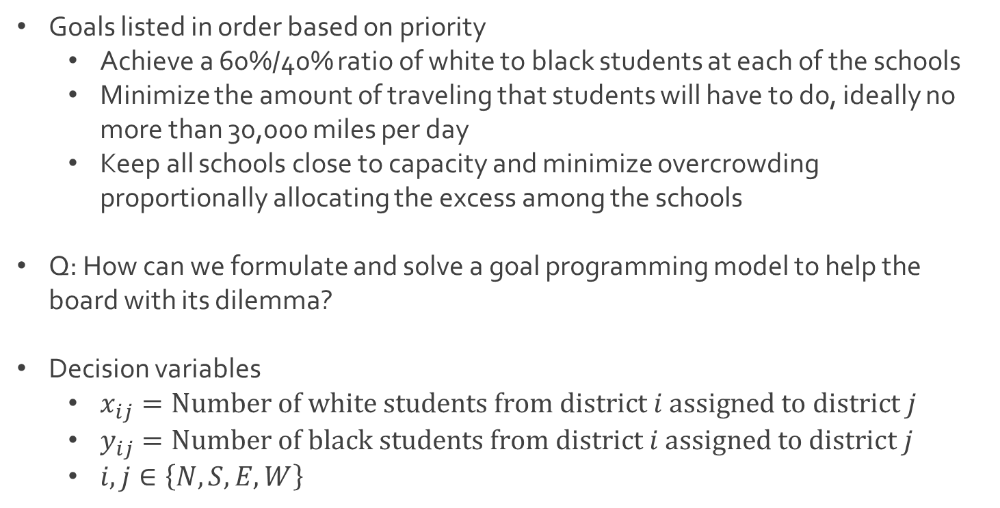 • Goals listed in order based on priority
• Achieve a 60%/40% ratio of white to black students at each of the schools
• Minimize the amount of traveling that students will have to do, ideally no
more than 30,000 miles per day
• Keep all schools close to capacity and minimize overcrowding
proportionally allocating the excess among the schools
• Q: How can we formulate and solve a goal programming model to help the
board with its dilemma?
• Decision variables
• x_{ij} = Number of white students from district i assigned to district j
• y_{ij} = Number of black students from district i assigned to district j
• i, j ∈ {N, S, E, W}